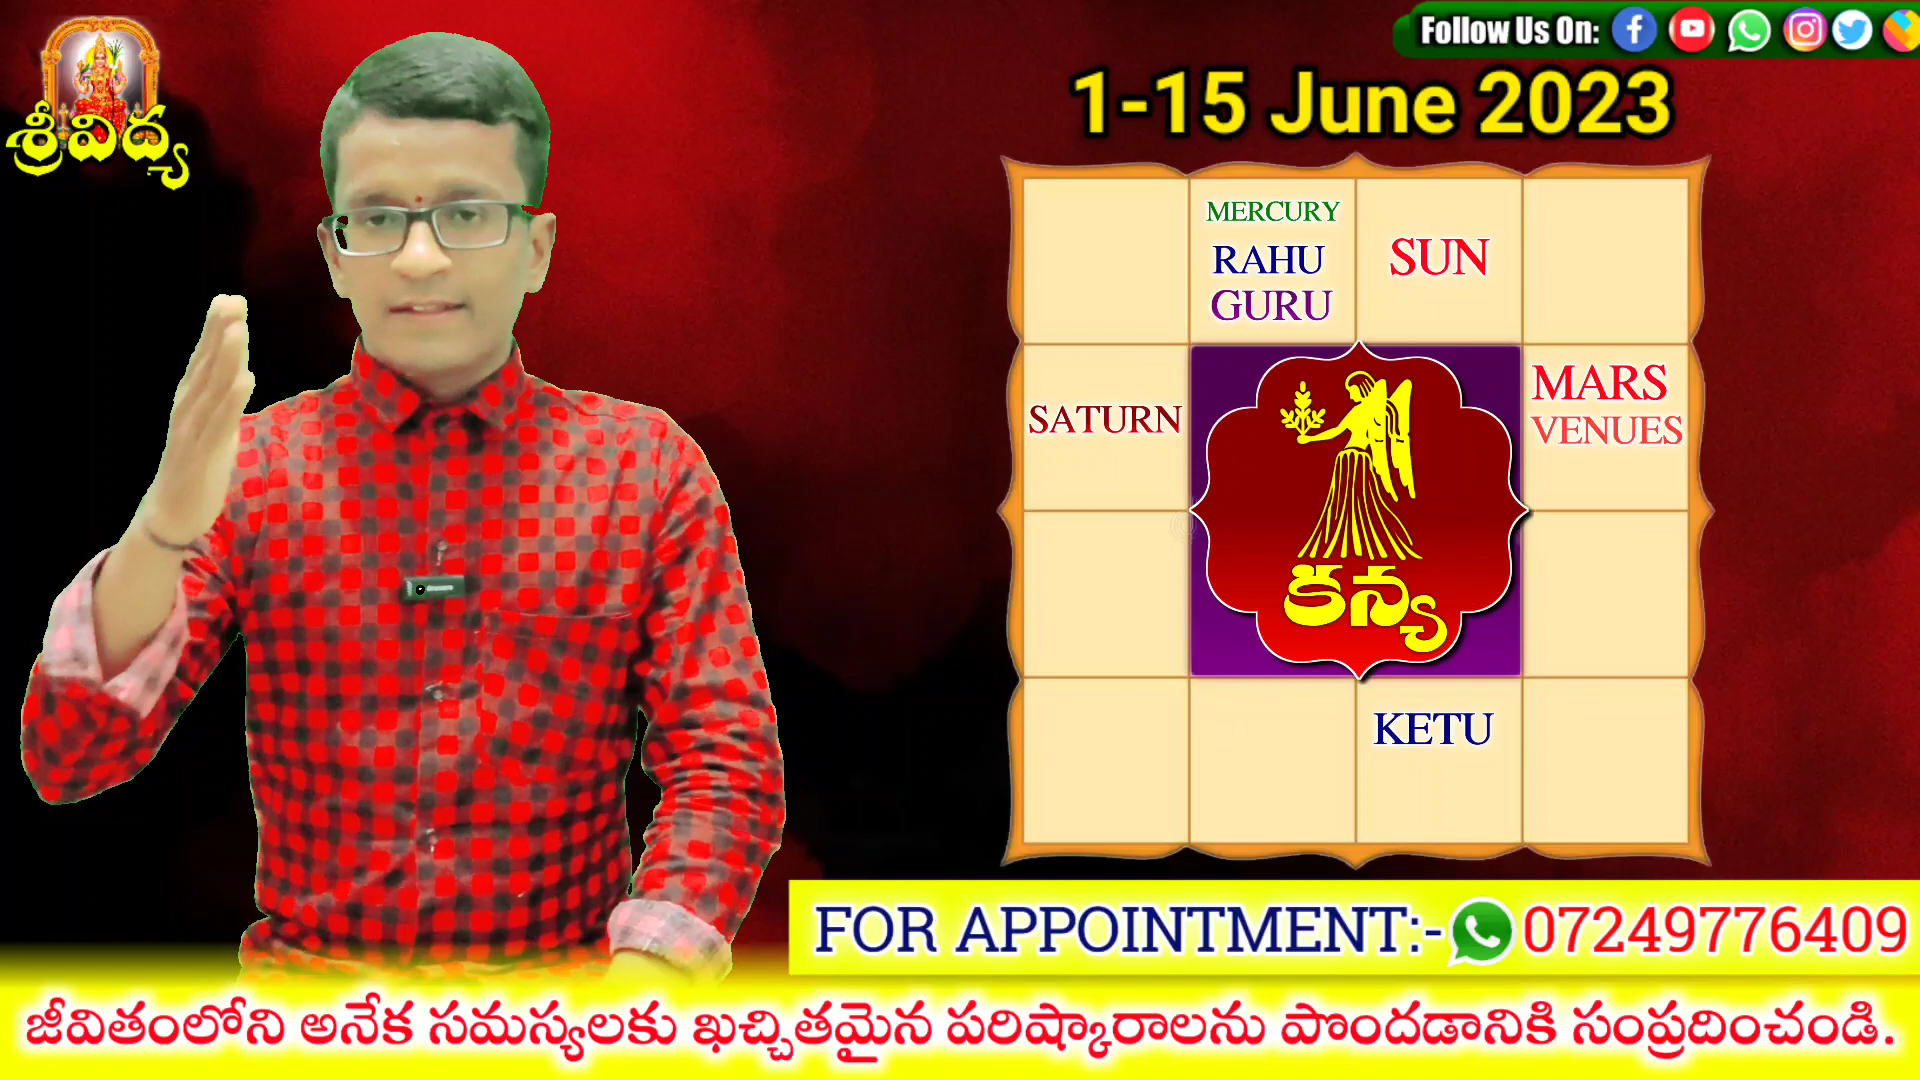 శ్రీవిద్య
Follow Us On:
1-15 June 2023
MERCURY
RAHU
GURU
SUN
SATURN
MARS
VENUES
కన్య
KETU
FOR APPOINTMENT:- 07249776409
జీవితంలోని అనేక సమస్యలకు ఖచ్చితమైన పరిష్కారాలను పొందడానికి సంప్రదించండి.